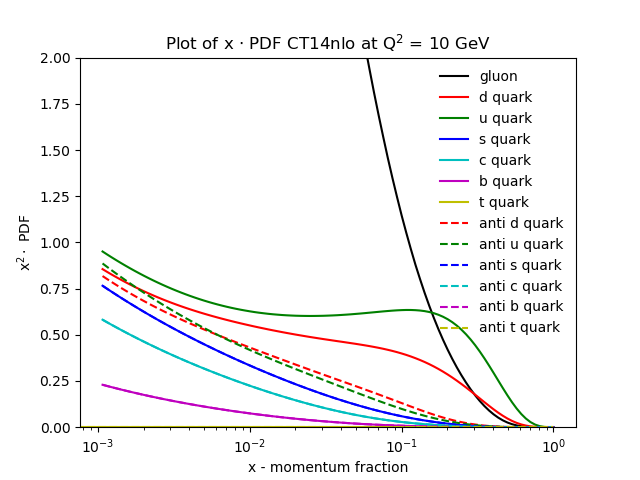 Plot of x · PDF CT14nlo at Q² = 10 GeV
2.00
1.75
1.50
1.25
1.00
0.75
0.50
0.25
0.00
x²· PDF
gluon
d quark
u quark
s quark
c quark
b quark
t quark
anti d quark
anti u quark
anti s quark
anti c quark
anti b quark
anti t quark
10⁻³ 10⁻² 10⁻¹ 10⁰
x - momentum fraction